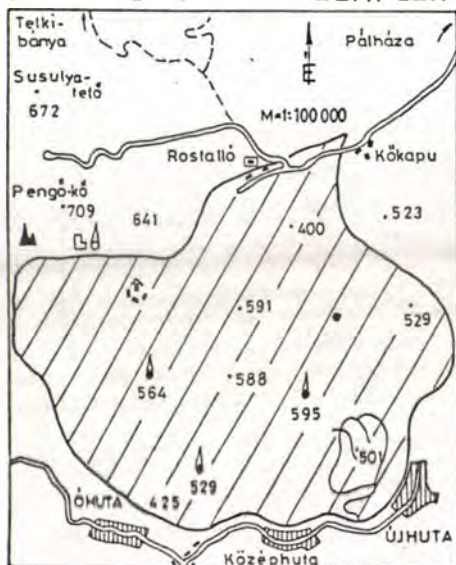 Telki-
bánya
Pálháza
É
Susulya-
tető
672
M=1:100 000
Rostalló
Kőkapu
Pengő-kő
709
641
523
400
591
529
564
588
595
501
529
425
ÓHUTA
ÚJHUTA
Középhuta